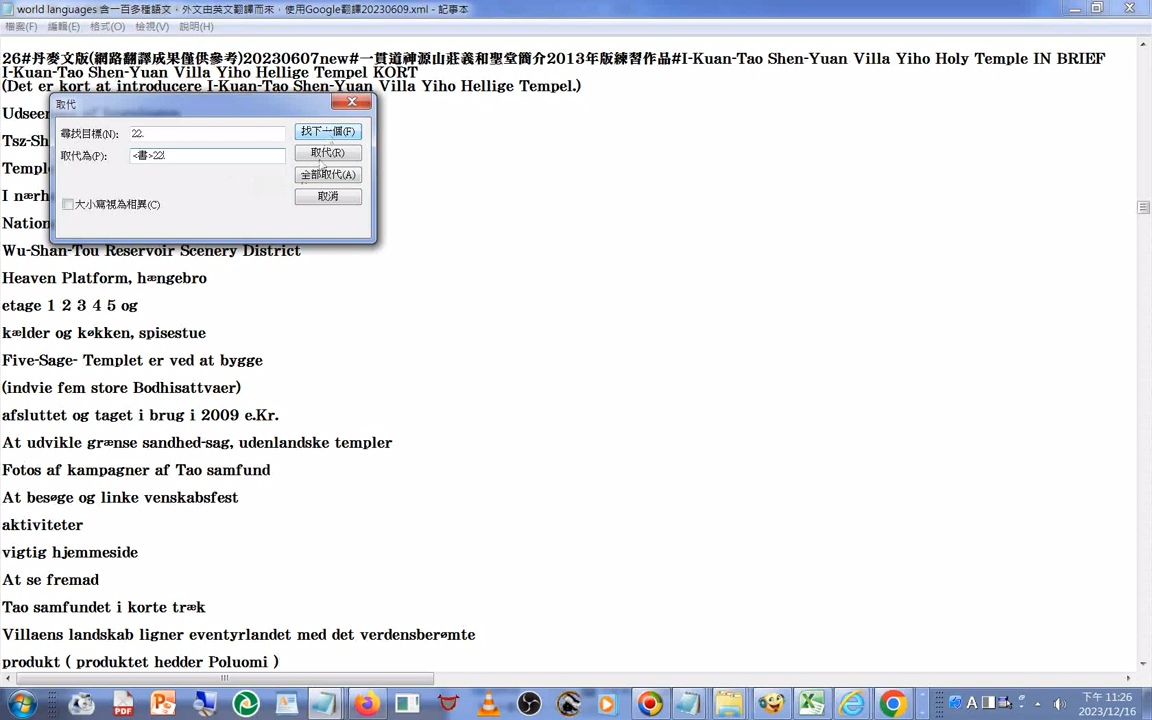 world languages 含一百多種語文，外文由英文翻譯而來，使用Google翻譯20230609.xml - 記事本
檔案(F) 編輯(E) 格式(O) 檢視(V) 說明(H)
26#丹麥文版(網路翻譯成果僅供參考)20230607new#一貫道神源山莊義和聖堂簡介2013年版練習作品#I-Kuan-Tao Shen-Yuan Villa Yiho Holy Temple IN BRIEF
I-Kuan-Tao Shen-Yuan Villa Yiho Hellige Tempel KORT
(Det er kort at introducere I-Kuan-Tao Shen-Yuan Villa Yiho Hellige Tempel.)
取代
尋找目標(N): 22.
找下一個(F)
取代為(P): <書>22!
取代(R)
全部取代(A)
取消
大小寫視為相異(C)
Udseen
Tsz-Sh
Templ
I nærh
Nation
Wu-Shan-Tou Reservoir Scenery District
Heaven Platform, hængebro
etage 1 2 3 4 5 og
kælder og køkken, spisestue
Five-Sage- Templet er ved at bygge
(indvie fem store Bodhisattvaer)
afsluttet og taget i brug i 2009 e.Kr.
At udvikle grænse sandhed-sag, udenlandske templer
Fotos af kampagner af Tao samfund
At besøge og linke venskabsfest
aktiviteter
vigtig hjemmeside
At se fremad
Tao samfundet i korte træk
Villaens landskab ligner eventyrlandet med det verdensberømte
produkt ( produktet hedder Poluomi )
下午 11:26
2023/12/16